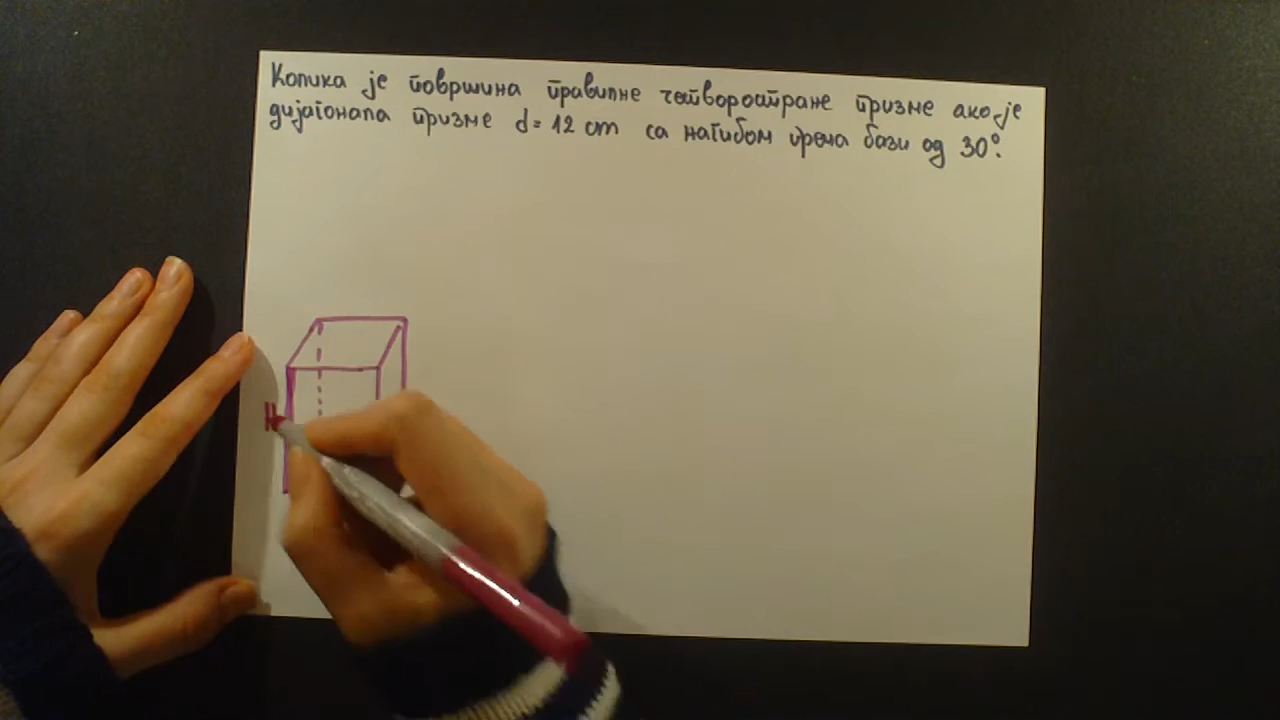 Колика је површина правилне четворостране призме ако је
дијагонала призме d = 12 cm са нагибом према бази од 30°.
H